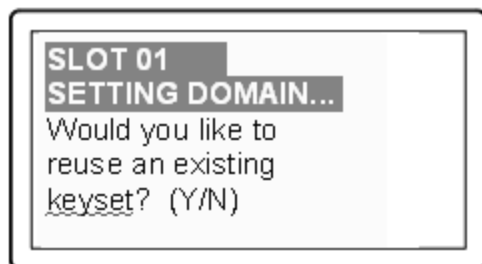 SLOT 01
SETTING DOMAIN...
Would you like to
reuse an existing
keyset? (Y/N)